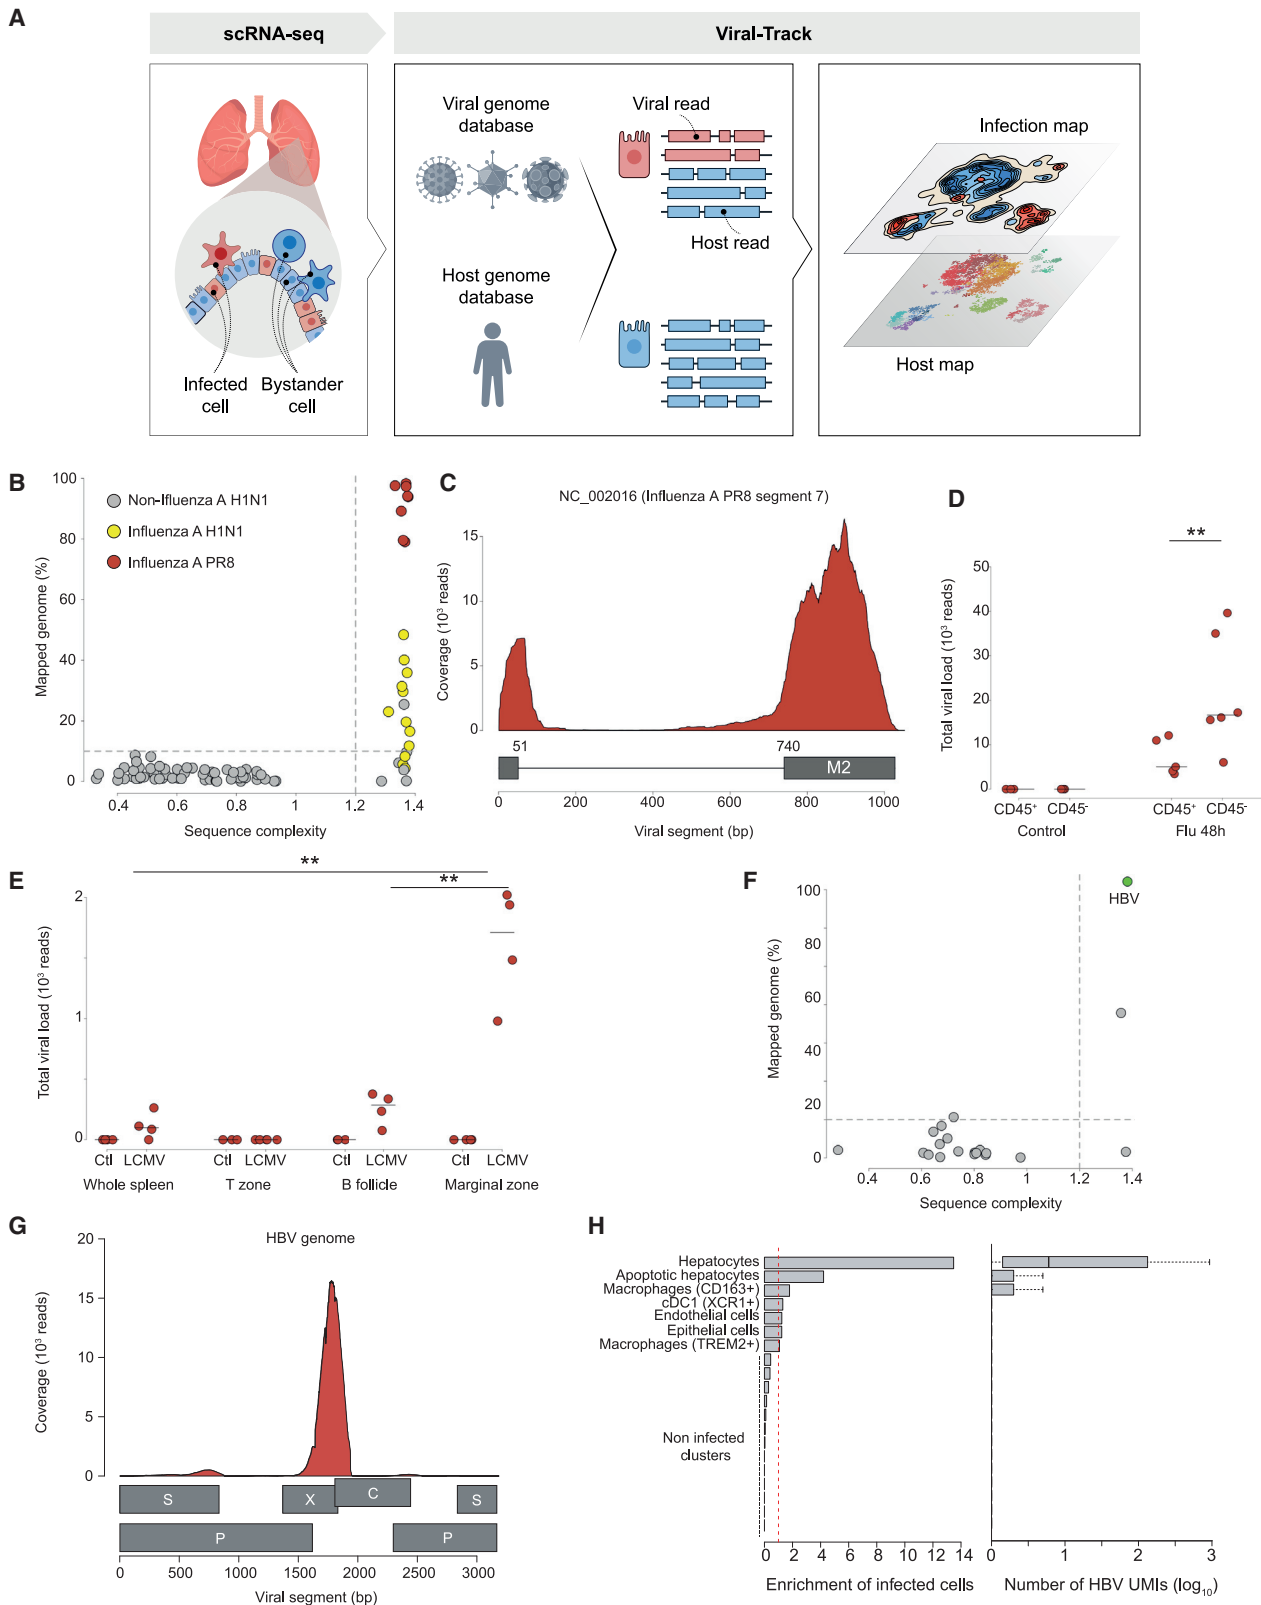 A
scRNA-seq
Viral-Track
Viral genome
database
Viral read
Host read
Host genome
database
Infected
cell
Bystander
cell
Infection map
Host map
B
100
80
60
40
20
0
Mapped genome (%)
Non-Ifluenza A H1N1
Influenza A H1N1
Influenza A PR8
0.4
0.6
0.8
1
1.2
1.4
Sequence complexity
C
NC_002016 (Influenza A PR8 segment 7)
15
10
5
0
Coverage (10³ reads)
51
740
M2
0
200
400
600
800
1000
Viral segment (bp)
D
**
50
40
30
20
10
0
Total viral load (10³ reads)
CD45⁺
CD45⁻
CD45⁺
CD45⁻
Control
Flu 48h
E
**
**
2
1
0
Total viral load (10³ reads)
Ctl
LCMV
Ctl
LCMV
Ctl
LCMV
Ctl
LCMV
Whole spleen
T zone
B follicle
Marginal zone
F
100
80
60
40
20
0
Mapped genome (%)
HBV
0.4
0.6
0.8
1
1.2
1.4
Sequence complexity
G
HBV genome
20
15
10
5
0
Coverage (10³ reads)
S
X
C
S
P
P
0
500
1000
1500
2000
2500
3000
Viral segment (bp)
H
Hepatocytes
Apoptotic hepatocytes
Macrophages (CD163+)
cDC1 (XCR1+)
Endothelial cells
Epithelial cells
Macrophages (TREM2+)
Non infected
clusters
0
2
4
6
8
10
12
14
Enrichment of infected cells
0
1
2
3
Number of HBV UMIs (log₁₀)